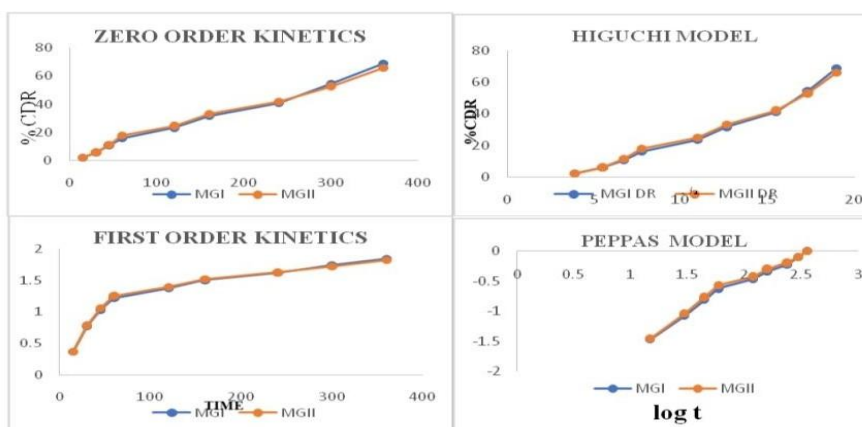 ZERO ORDER KINETICS
%CDR
80
60
40
20
0
0 100 200 300 400
MGI MGII
HIGUCHI MODEL
%CDR
80
60
40
20
0
0 5 10 15 20
MGI DR MGII DR
FIRST ORDER KINETICS
2
1.5
1
0.5
0
0 100 200 300 400
TIME
MGI MGII
PEPPAS MODEL
0
-0.5
-1
-1.5
-2
0 0.5 1 1.5 2 2.5 3
MGI MGII
log t